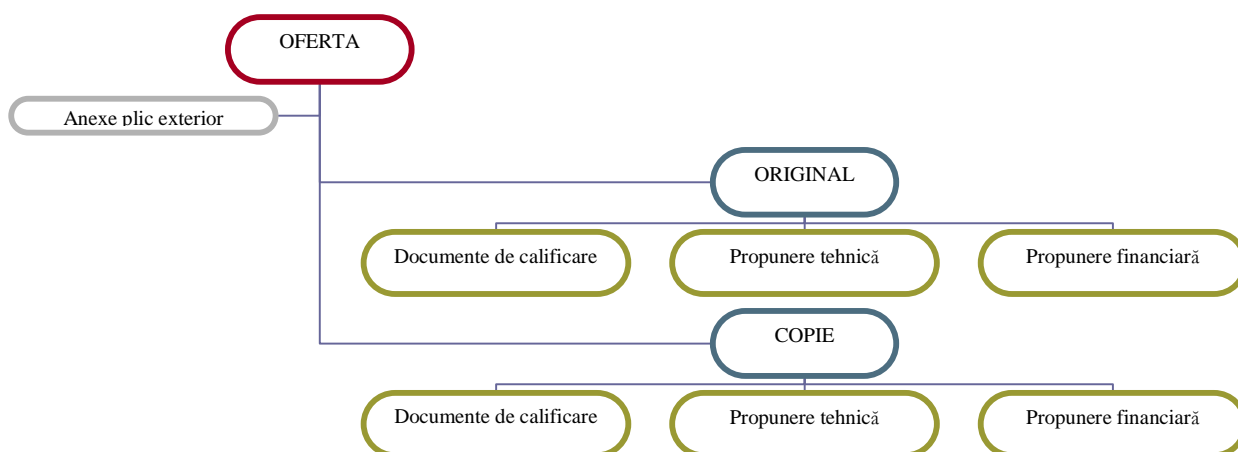 OFERTA
Anexe plic exterior
ORIGINAL
Documente de calificare
Propunere tehnică
Propunere financiară
COPIE
Documente de calificare
Propunere tehnică
Propunere financiară